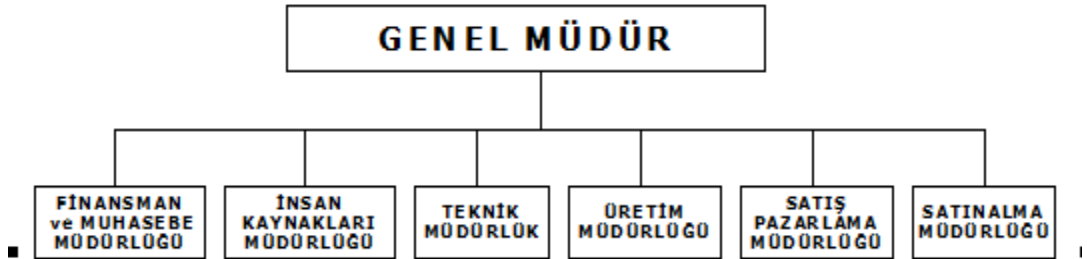 GENEL MÜDÜR
FİNANSMAN
ve MUHASEBE
MÜDÜRLÜĞÜ
İNSAN
KAYNAKLARI
MÜDÜRLÜĞÜ
TEKNİK
MÜDÜRLÜK
ÜRETİM
MÜDÜRLÜĞÜ
SATIŞ
PAZARLAMA
MÜDÜRLÜĞÜ
SATINALMA
MÜDÜRLÜĞÜ